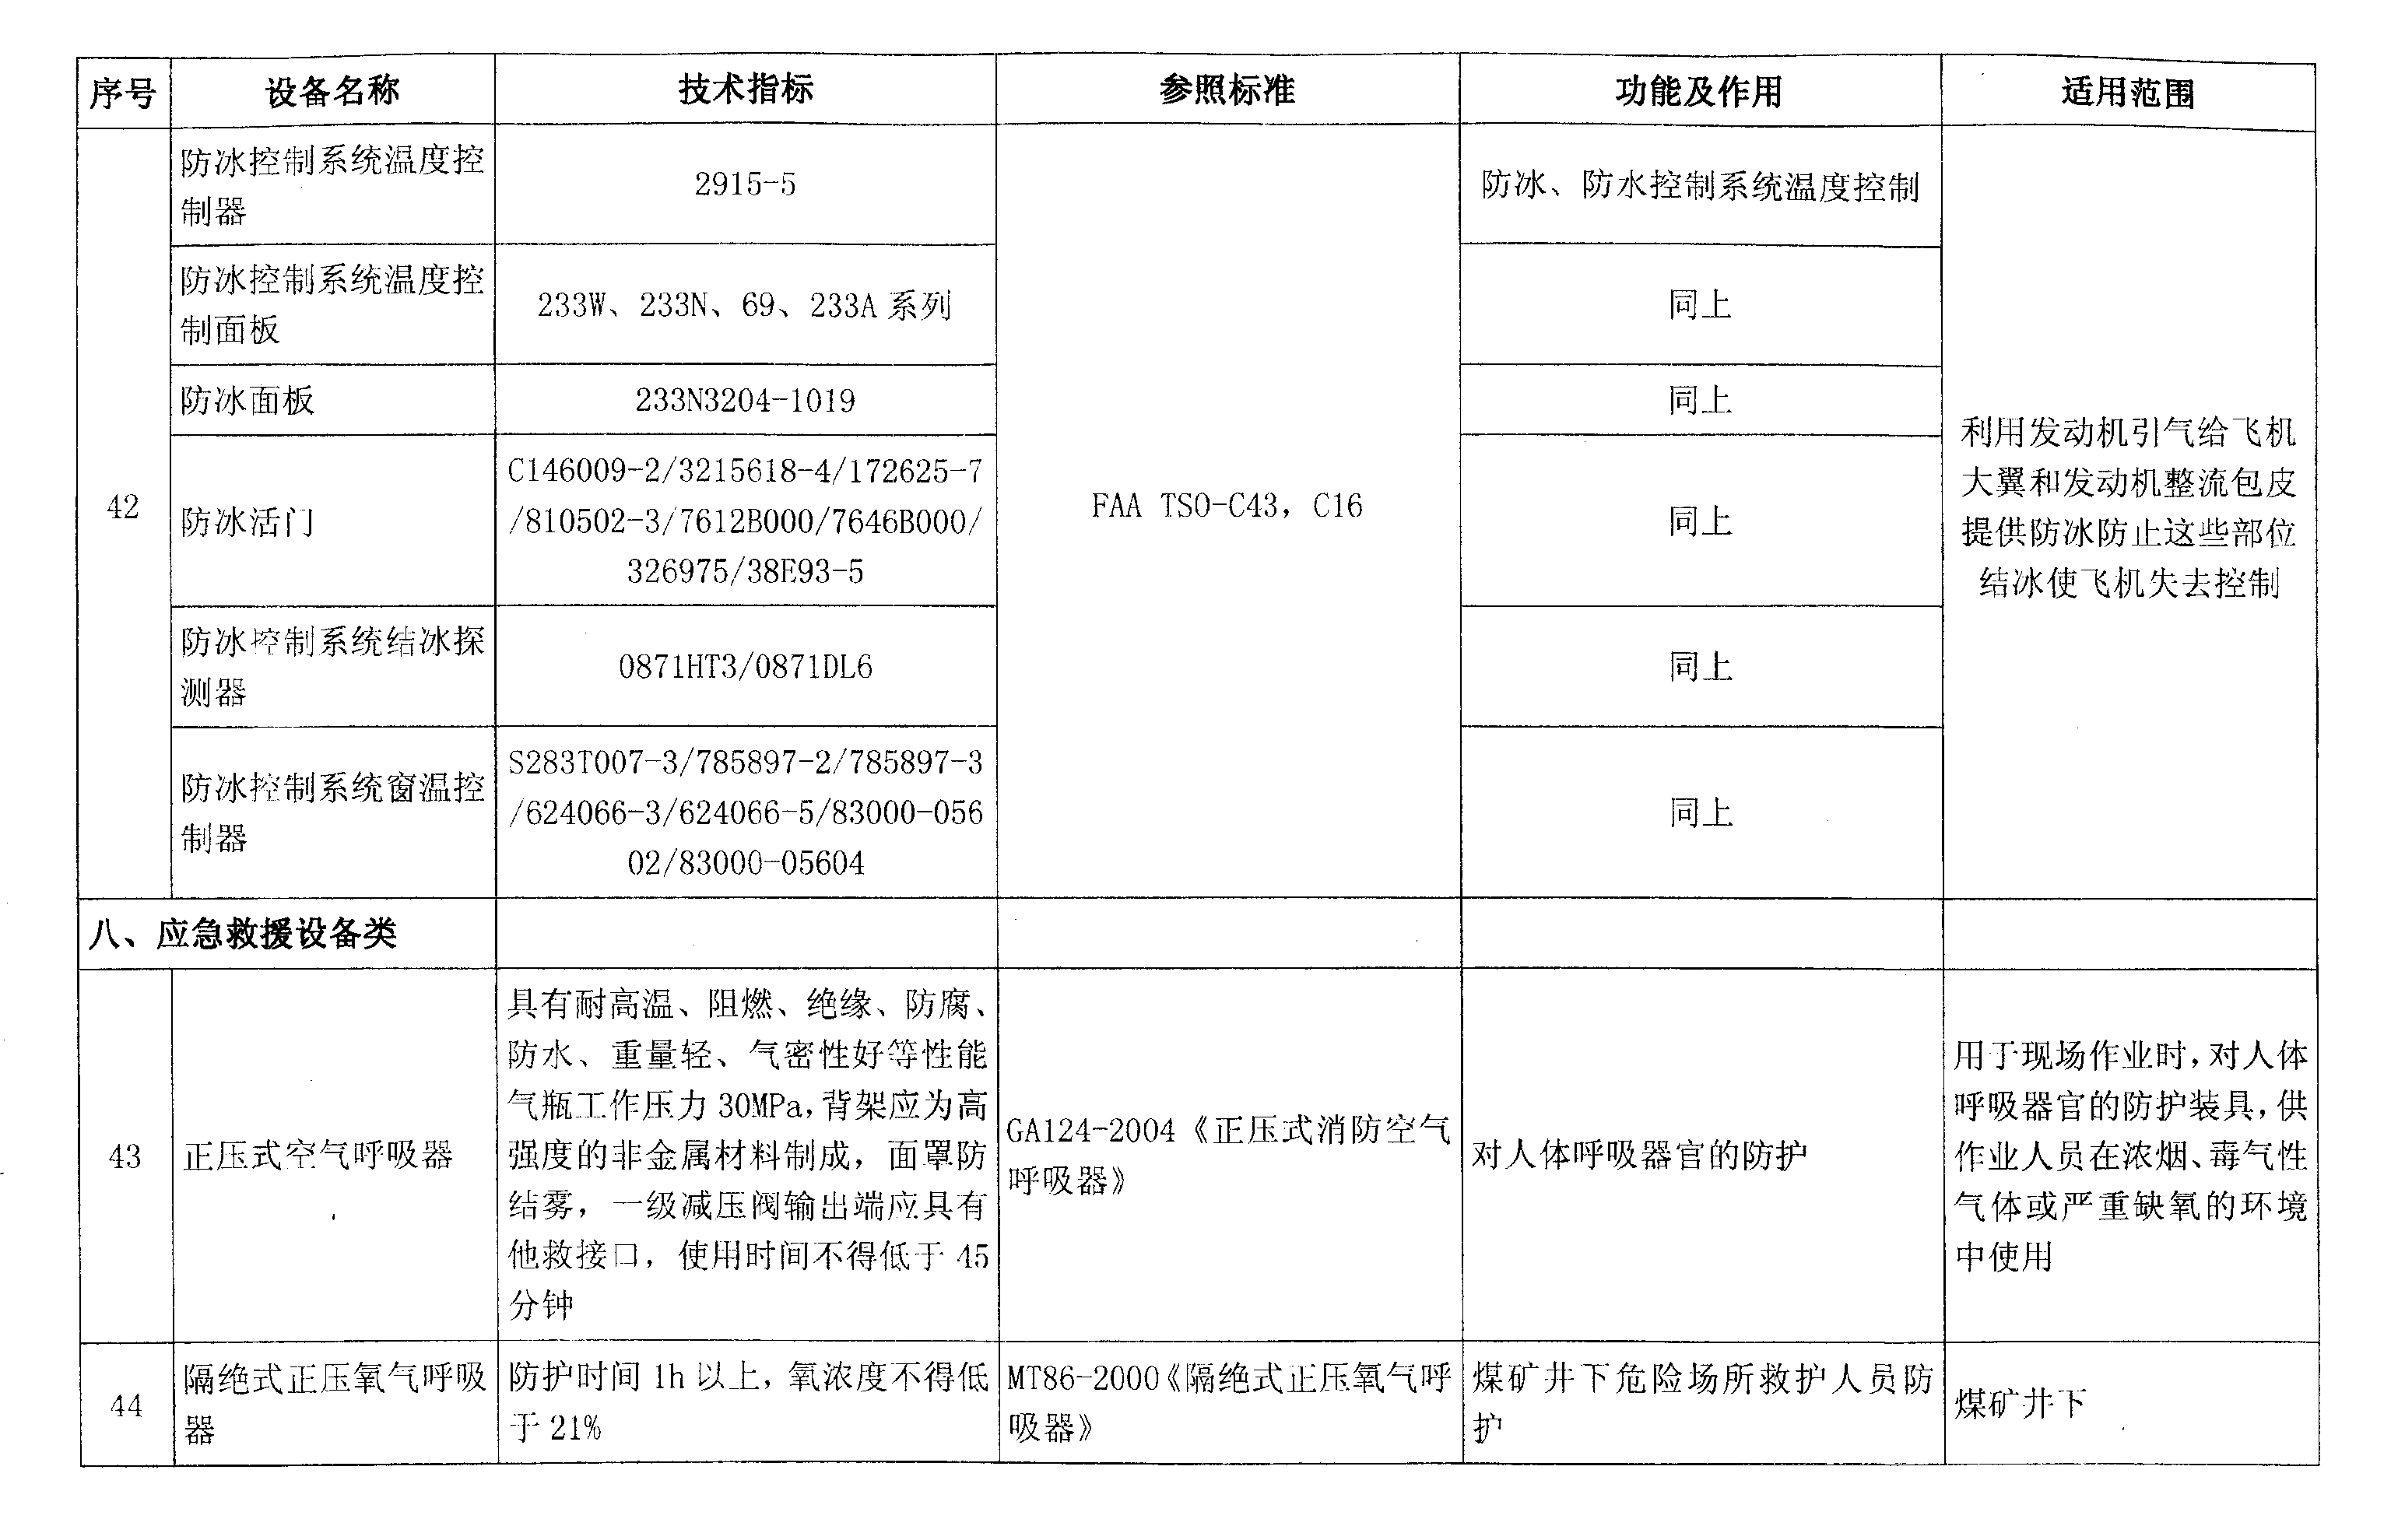 序号 设备名称 技术指标 参照标准 功能及作用 适用范围
42
防冰控制系统温度控
制器
2915-5
防冰、防水控制系统温度控制
防冰控制系统温度控
制面板
233W、233N、69、233A 系列
同上
防冰面板
233N3204-1019
同上
防冰活门
C146009-2/3215618-4/172625-7
/810502-3/7612B000/7646B000/
326975/38E93-5
同上
防冰控制系统结冰探
测器
0871HT3/0871DL6
同上
防冰控制系统窗温控
制器
S283T007-3/785897-2/785897-3
/624066-3/624066-5/83000-056
02/83000-05604
同上
FAA TSO-C43, C16
利用发动机引气给飞机
大翼和发动机整流包皮
提供防冰防止这些部位
结冰使飞机失去控制
八、应急救援设备类
43
正压式空气呼吸器
具有耐高温、阻燃、绝缘、防腐、
防水、重量轻、气密性好等性能
气瓶工作压力 30MPa,背架应为高
强度的非金属材料制成，面罩防
结雾，一级减压阀输出端应具有
他救接口，使用时间不得低于 45
分钟
GA124-2004《正压式消防空气
呼吸器》
对人体呼吸器官的防护
用于现场作业时,对人体
呼吸器官的防护装具,供
作业人员在浓烟、毒气性
气体或严重缺氧的环境
中使用
44
隔绝式正压氧气呼吸
器
防护时间 1h 以上，氧浓度不得低
于 21%
MT86-2000《隔绝式正压氧气呼
吸器》
煤矿井下危险场所救护人员防
护
煤矿井下